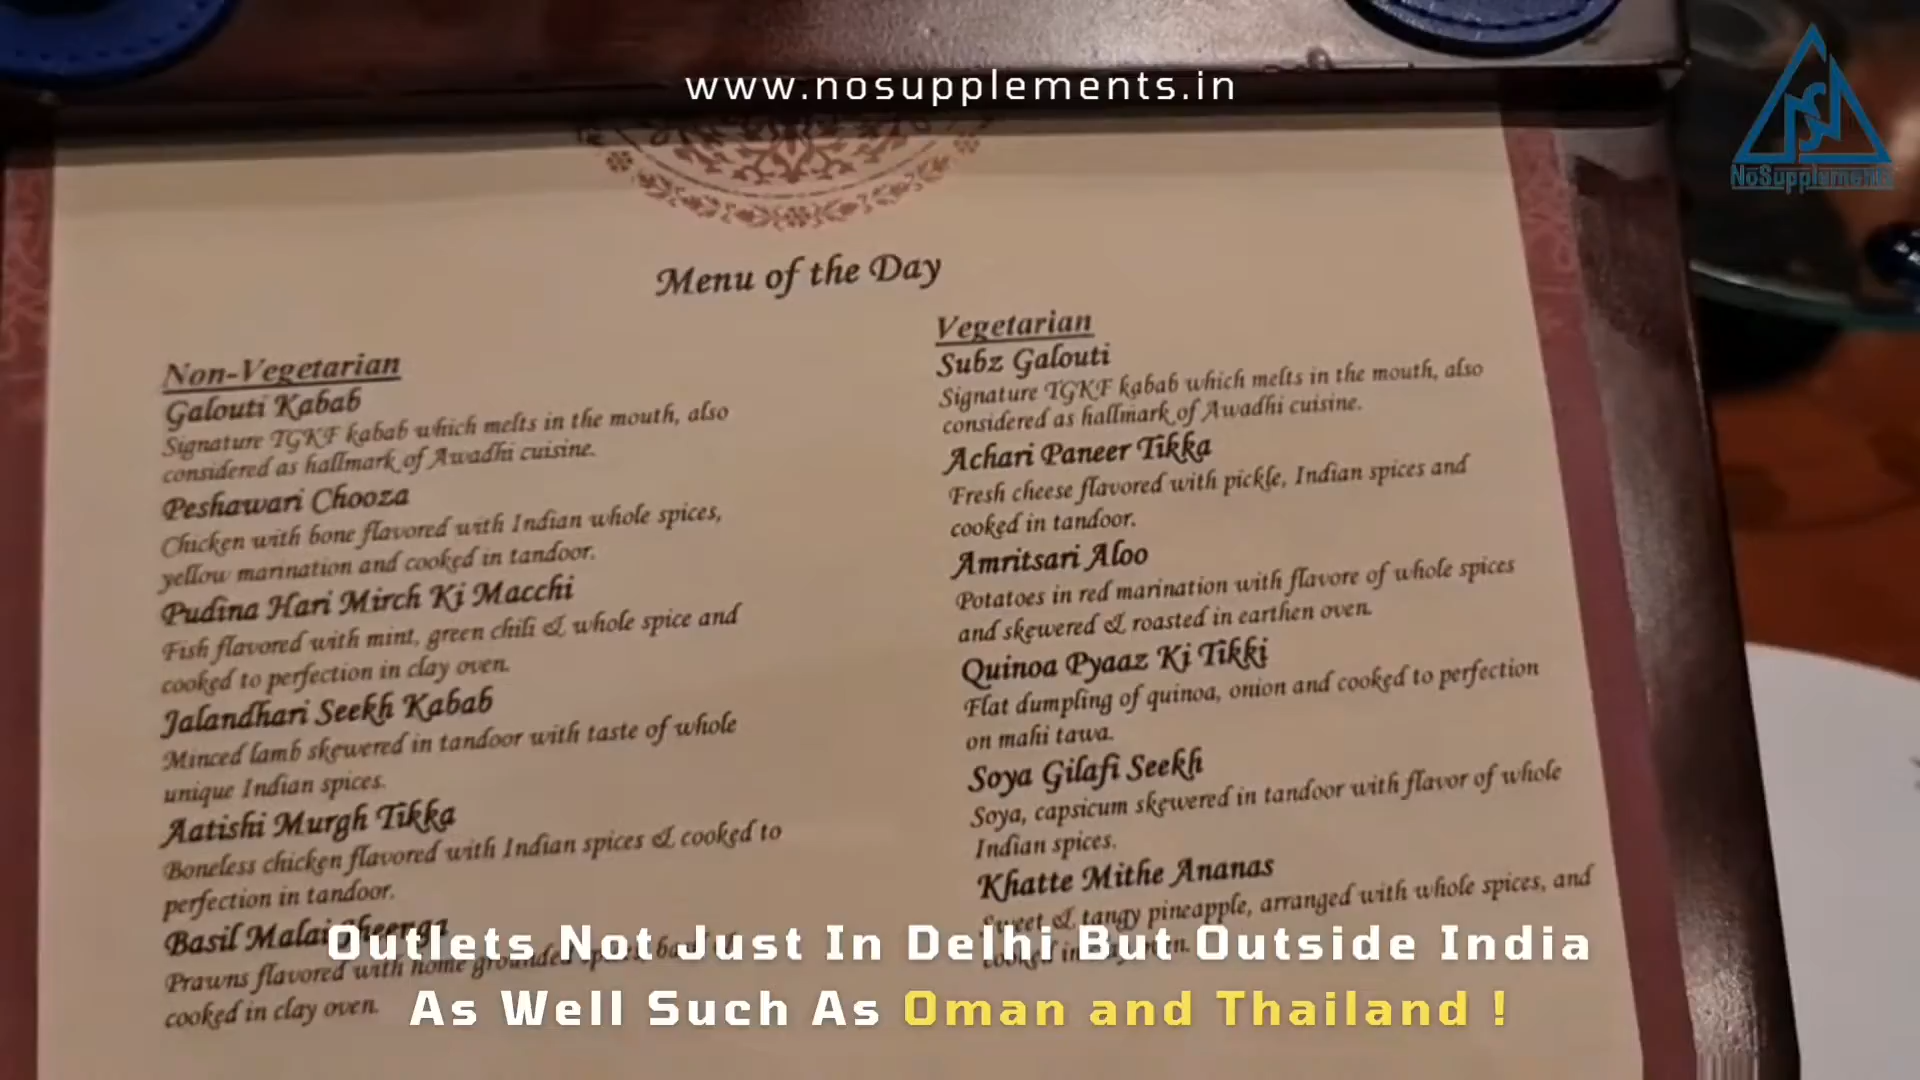 www.nosupplements.in
NoSupplements
Menu of the Day
Non-Vegetarian
Galouti Kabab
Signature TGKF kabab which melts in the mouth, also
considered as hallmark of Awadhi cuisine.
Peshawari Chooza
Chicken with bone flavored with Indian whole spices,
yellow marination and cooked in tandoor.
Pudina Hari Mirch Ki Macchi
Fish flavored with mint, green chili & whole spice and
cooked to perfection in clay oven.
Jalandhari Seekh Kabab
Minced lamb skewered in tandoor with taste of whole
unique Indian spices.
Aatishi Murgh Tikka
Boneless chicken flavored with Indian spices & cooked to
perfection in tandoor.
Basil Malai Jheenga
Prawns flavored with home grounded
cooked in clay oven.
Vegetarian
Subz Galouti
Signature TGKF kabab which melts in the mouth, also
considered as hallmark of Awadhi cuisine.
Achari Paneer Tikka
Fresh cheese flavored with pickle, Indian spices and
cooked in tandoor.
Amritsari Aloo
Potatoes in red marination with flavore of whole spices
and skewered & roasted in earthen oven.
Quinoa Pyaaz Ki Tikki
Flat dumpling of quinoa, onion and cooked to perfection
on mahi tawa.
Soya Gilafi Seekh
Soya, capsicum skewered in tandoor with flavor of whole
Indian spices.
Khatte Mithe Ananas
Sweet & tangy pineapple, arranged with whole spices, and
cooked in
Outlets Not Just In Delhi But Outside India
As Well Such As Oman and Thailand !